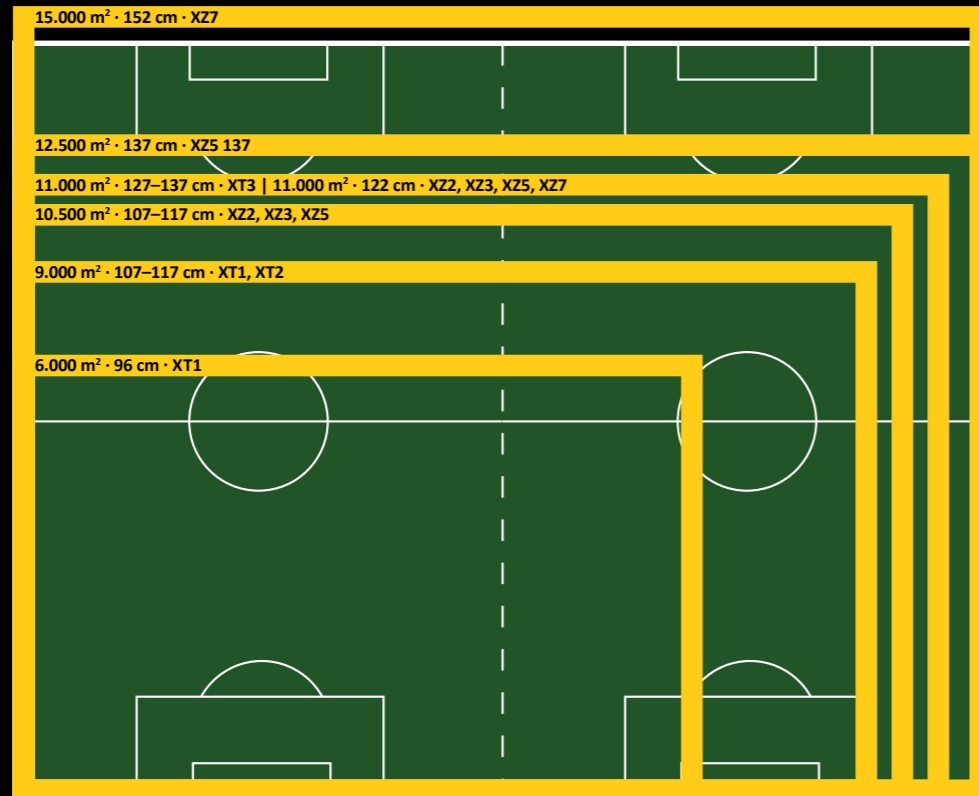 15.000 m² · 152 cm · XZ7
12.500 m² · 137 cm · XZ5 137
11.000 m² · 127–137 cm · XT3 | 11.000 m² · 122 cm · XZ2, XZ3, XZ5, XZ7
10.500 m² · 107–117 cm · XZ2, XZ3, XZ5
9.000 m² · 107–117 cm · XT1, XT2
6.000 m² · 96 cm · XT1